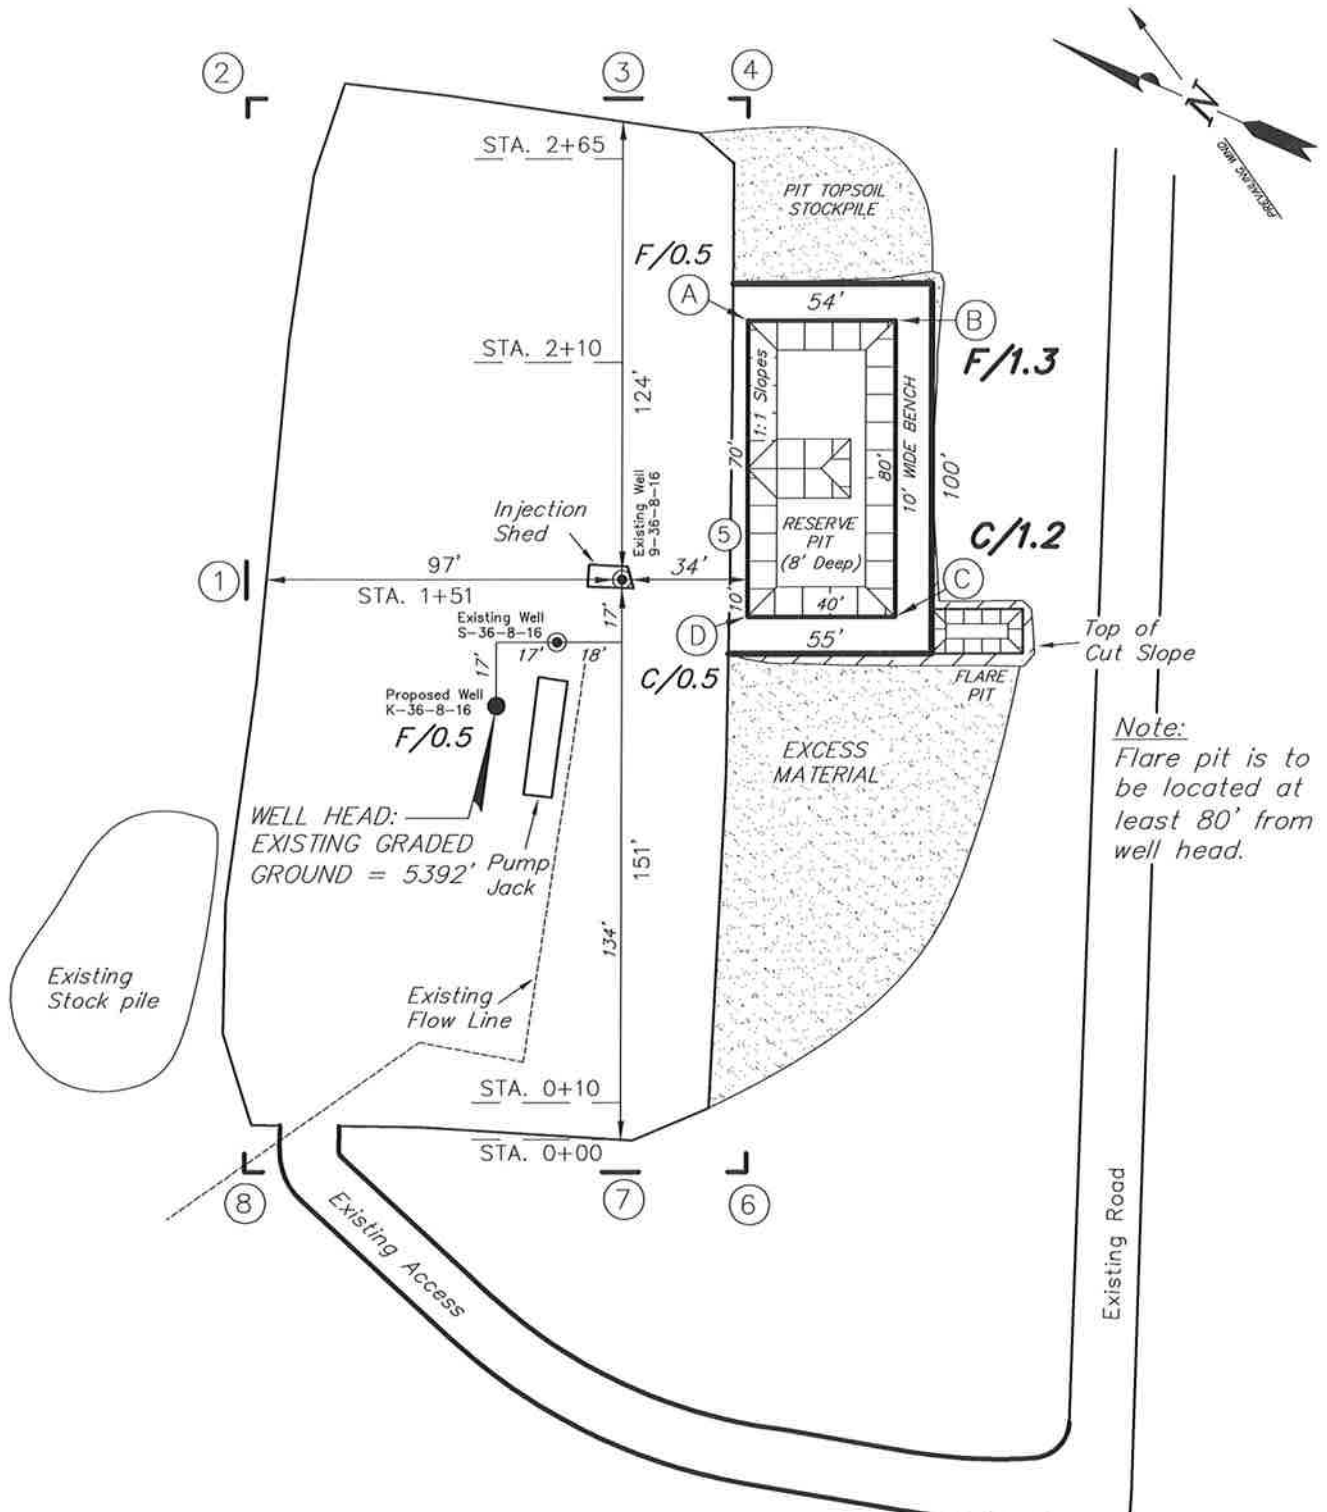 2
3
4
N
PREVAILING WIND
STA. 2+65
PIT TOPSOIL
STOCKPILE
F/0.5
A
54'
B
F/1.3
STA. 2+10
124'
1:1 Slopes
70'
80'
10' WIDE BENCH
100'
Existing Well
9-36-8-16
Injection
Shed
5
RESERVE
PIT
(8' Deep)
C/1.2
1
97'
STA. 1+51
34'
C
10'
40'
17'
Existing Well
S-36-8-16
17'
18'
17'
D
55'
Top of
Cut Slope
C/0.5
FLARE
PIT
Proposed Well
K-36-8-16
F/0.5
EXCESS
MATERIAL
Note:
Flare pit is to
be located at
least 80' from
well head.
WELL HEAD:
EXISTING GRADED
GROUND = 5392'
Pump
Jack
151'
134'
Existing
Stock pile
Existing
Flow Line
STA. 0+10
STA. 0+00
8
7
6
Existing Access
Existing Road